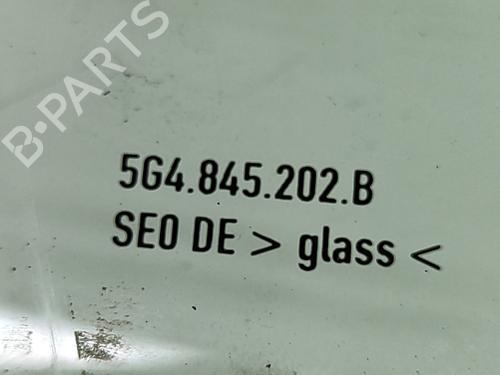 B-PARTS
5G4.845.202.B
SEO DE > glass <